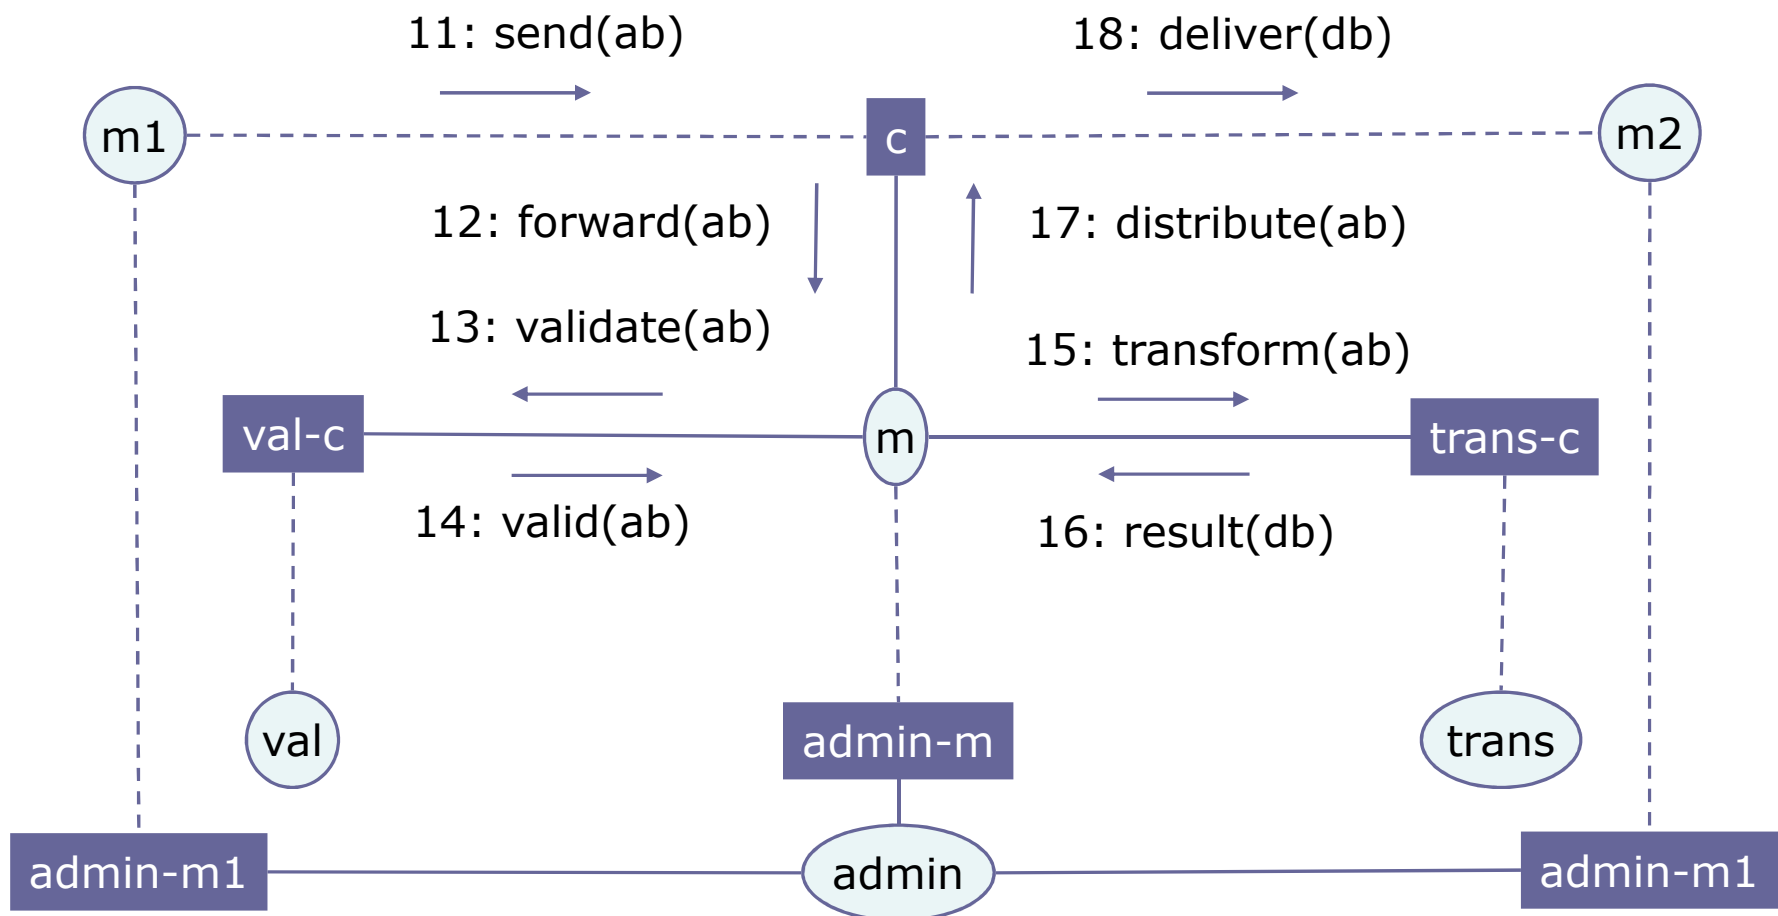 11: send(ab)
18: deliver(db)
m1
c
m2
12: forward(ab)
17: distribute(ab)
13: validate(ab)
15: transform(ab)
val-c
m
trans-c
14: valid(ab)
16: result(db)
val
admin-m
trans
admin-m1
admin
admin-m1